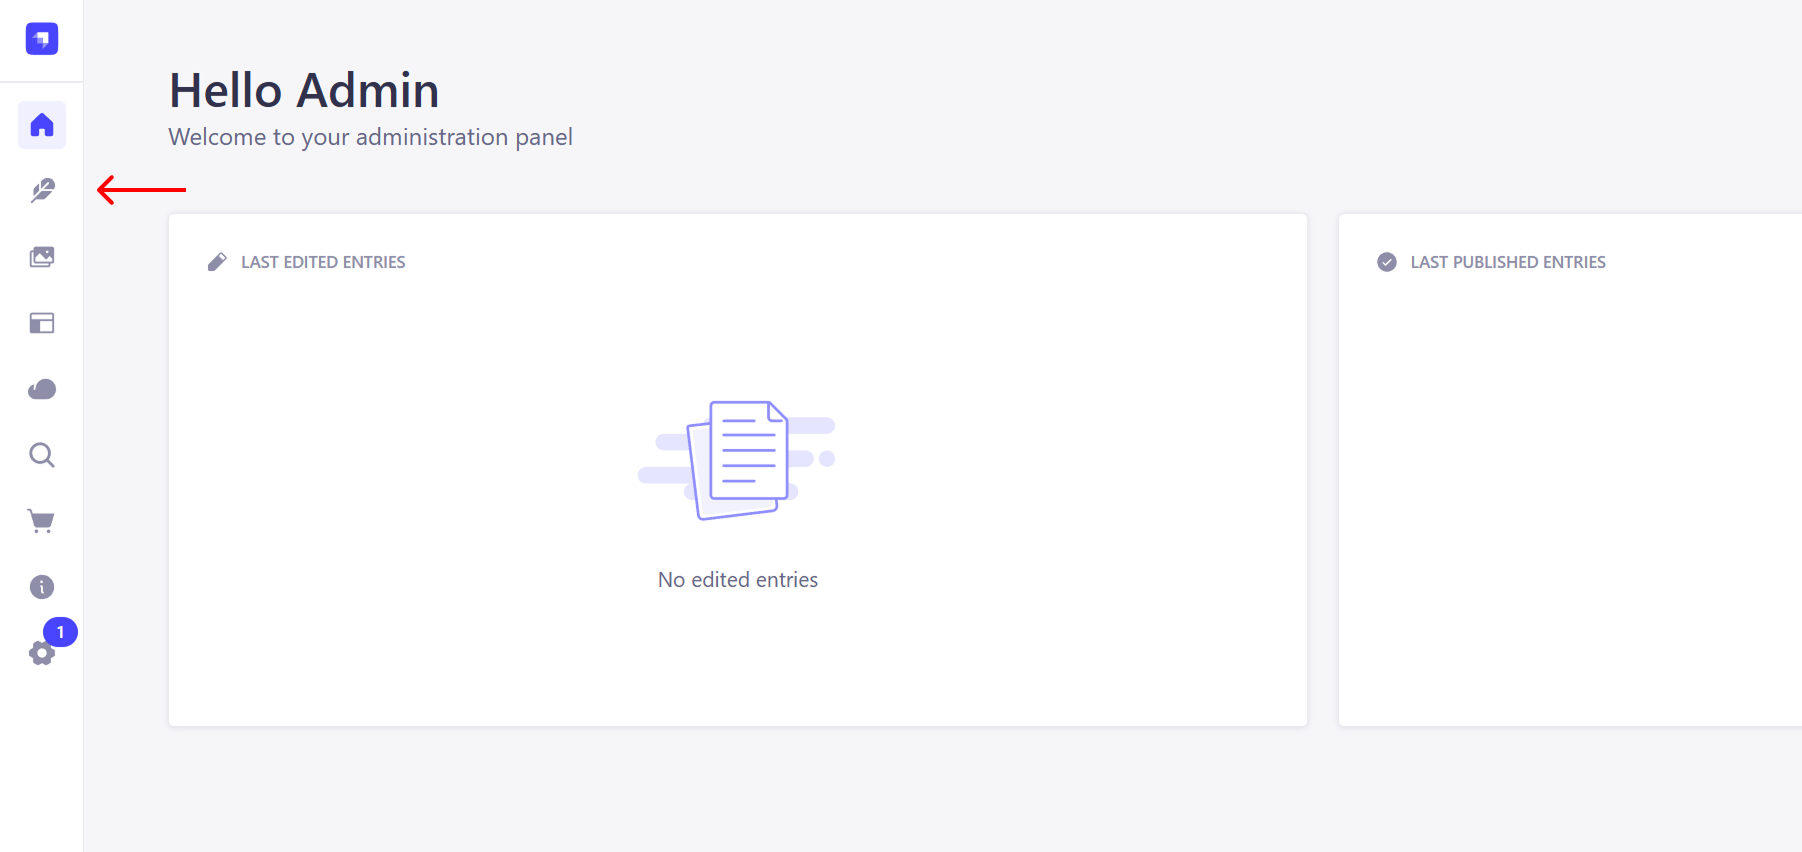 Hello Admin
Welcome to your administration panel
LAST EDITED ENTRIES
LAST PUBLISHED ENTRIES
No edited entries
1